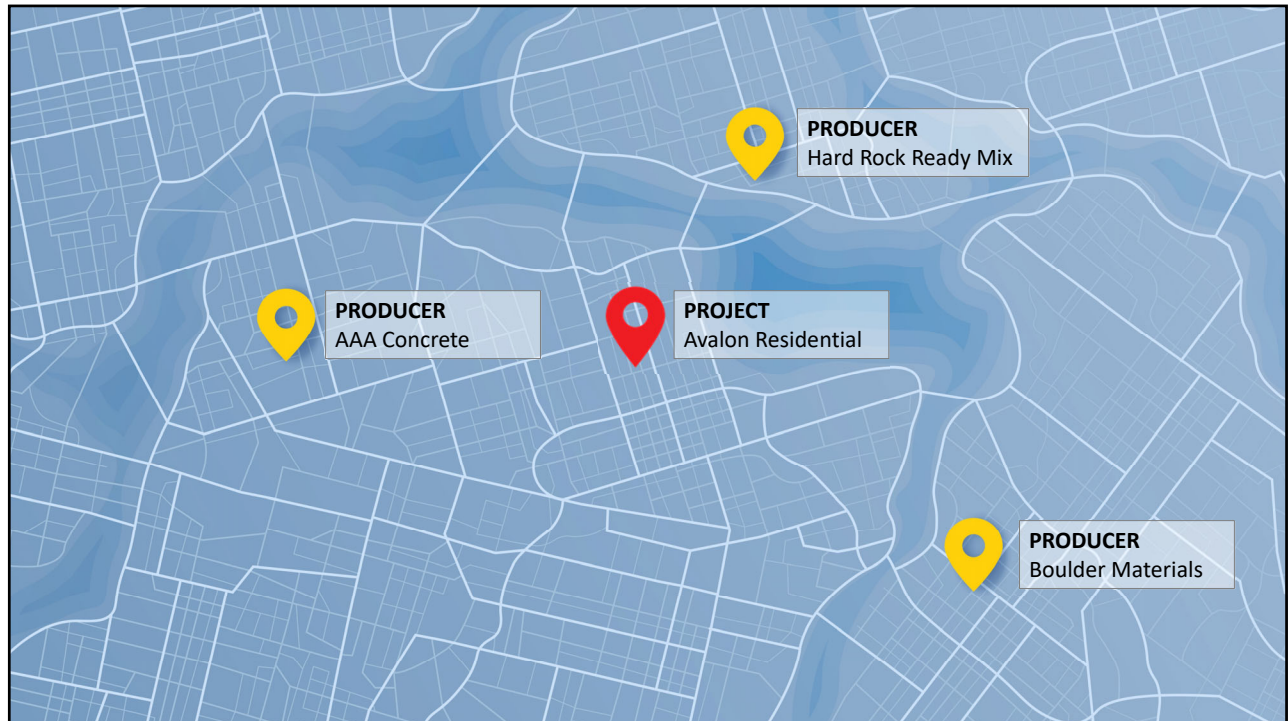 PRODUCER
Hard Rock Ready Mix
PRODUCER
AAA Concrete
PROJECT
Avalon Residential
PRODUCER
Boulder Materials